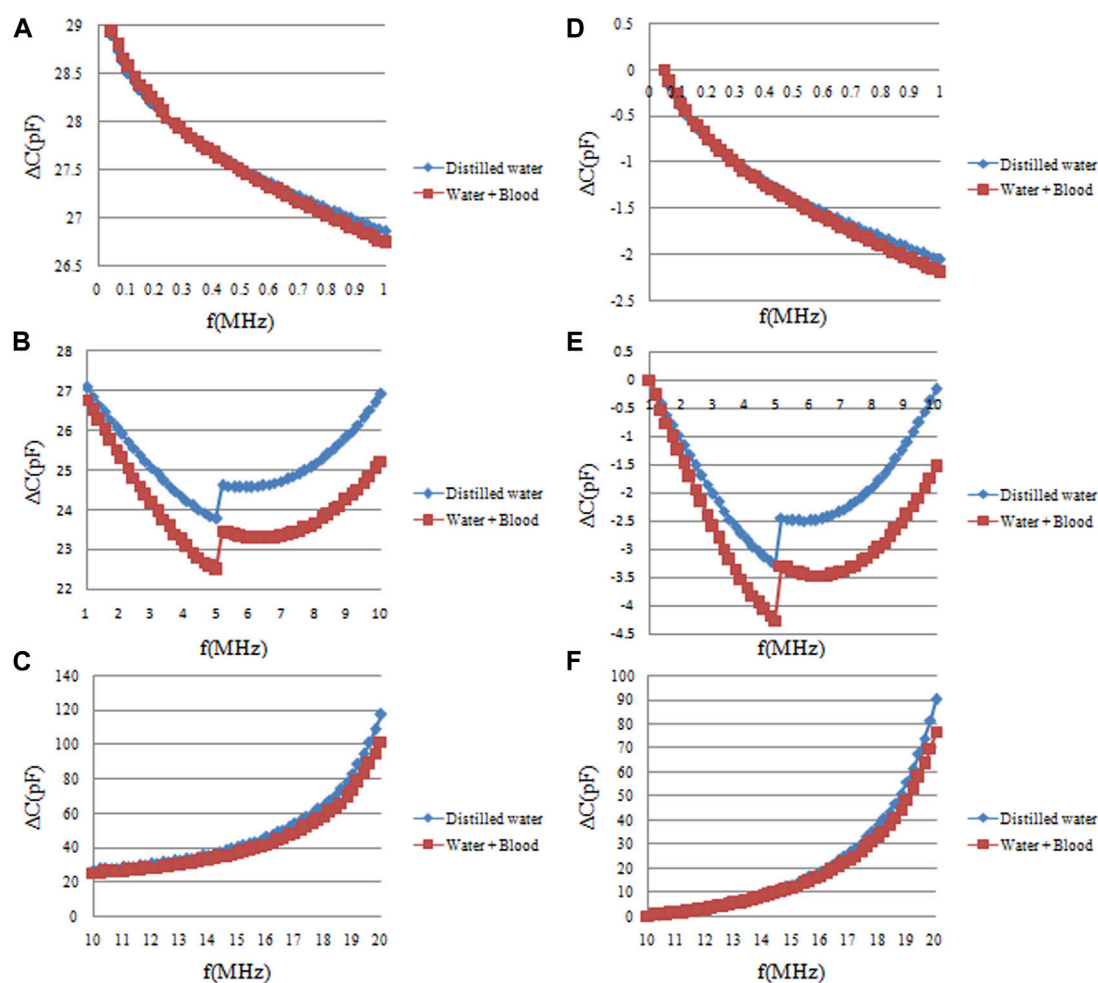 A
ΔC(pF)
29
28.5
28
27.5
27
26.5
0 0.1 0.2 0.3 0.4 0.5 0.6 0.7 0.8 0.9 1
f(MHz)
Distilled water
Water + Blood
D
ΔC(pF)
0.5
0
-0.5
-1
-1.5
-2
-2.5
0 0.1 0.2 0.3 0.4 0.5 0.6 0.7 0.8 0.9 1
f(MHz)
Distilled water
Water + Blood
B
ΔC(pF)
28
27
26
25
24
23
22
1 2 3 4 5 6 7 8 9 10
f(MHz)
Distilled water
Water + Blood
E
ΔC(pF)
0.5
0
-0.5
-1
-1.5
-2
-2.5
-3
-3.5
-4
-4.5
1 2 3 4 5 6 7 8 9 10
f(MHz)
Distilled water
Water + Blood
C
ΔC(pF)
140
120
100
80
60
40
20
0
10 11 12 13 14 15 16 17 18 19 20
f(MHz)
Distilled water
Water + Blood
F
ΔC(pF)
100
90
80
70
60
50
40
30
20
10
0
10 11 12 13 14 15 16 17 18 19 20
f(MHz)
Distilled water
Water + Blood